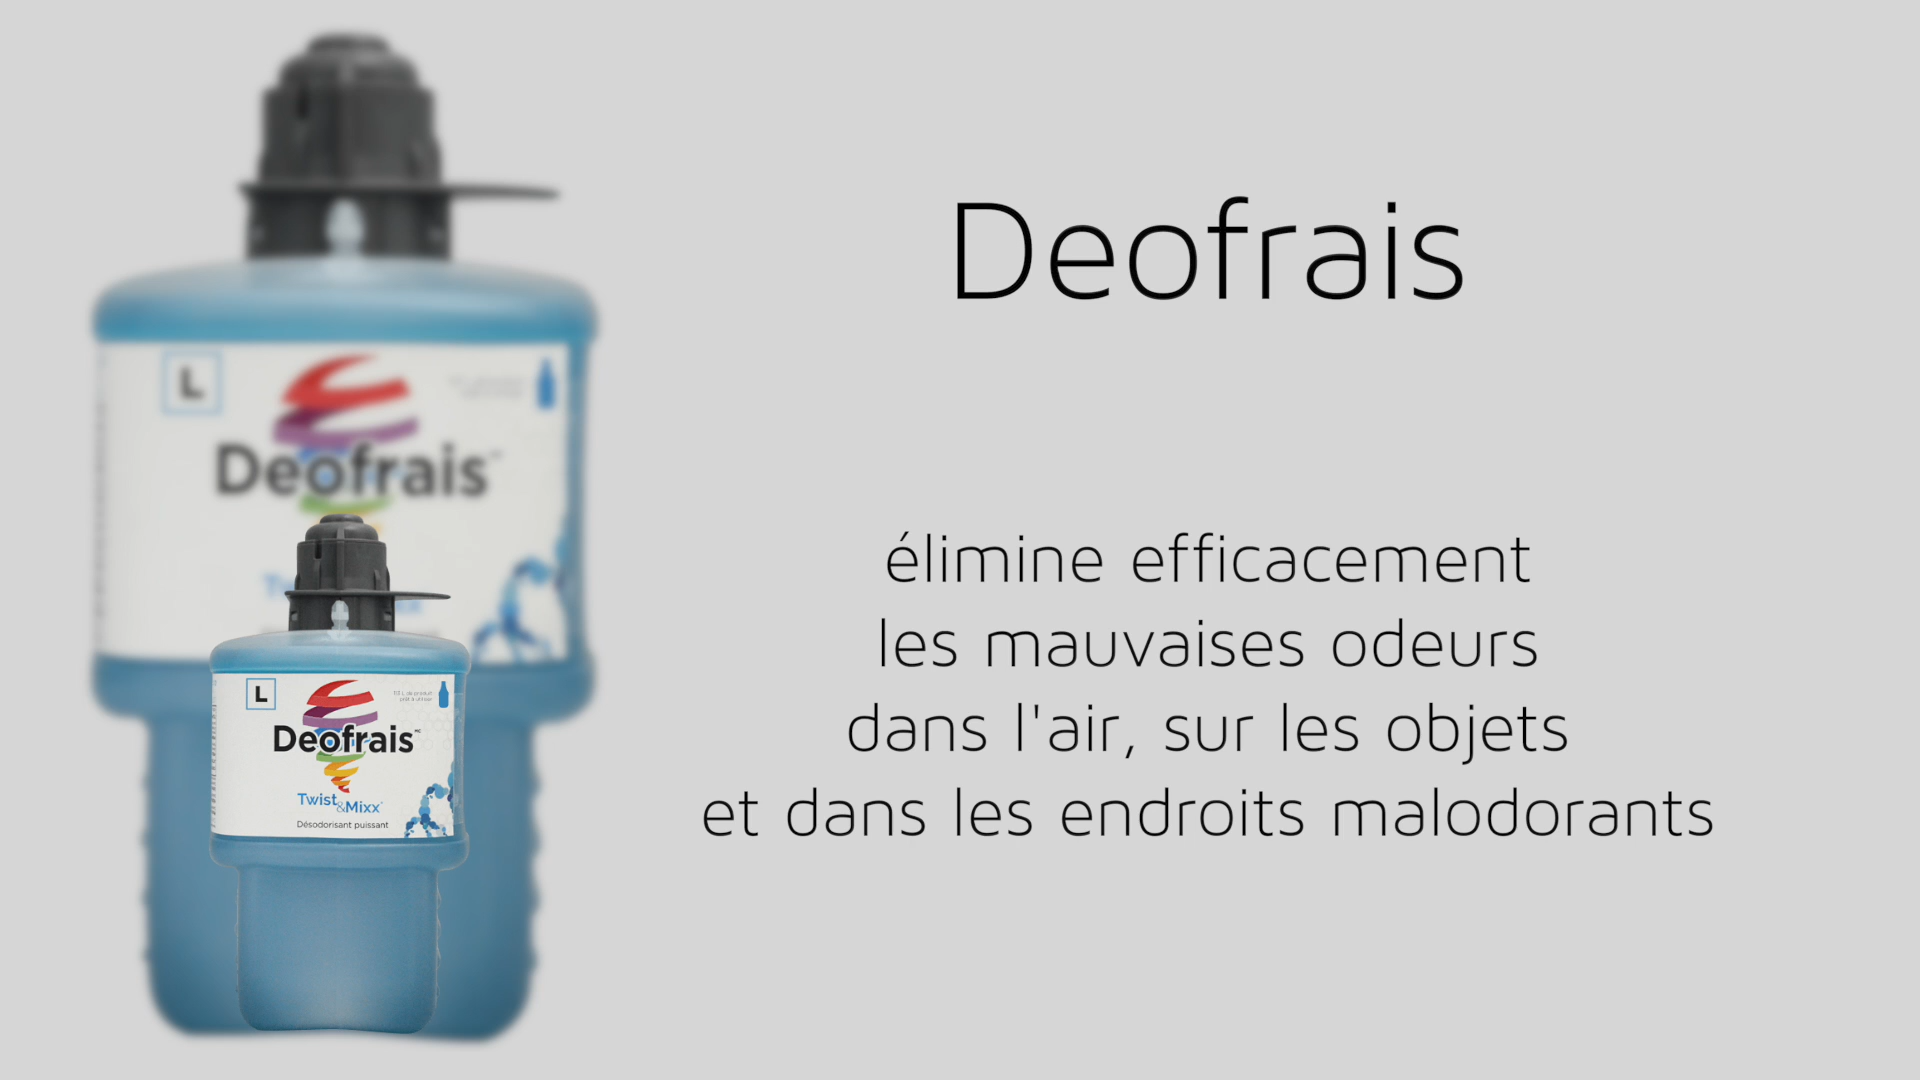 Deofrais
élimine efficacement
les mauvaises odeurs
dans l'air, sur les objets
et dans les endroits malodorants
L
Deofrais
L
Deofrais
Twist&Mixx
Désodorisant puissant